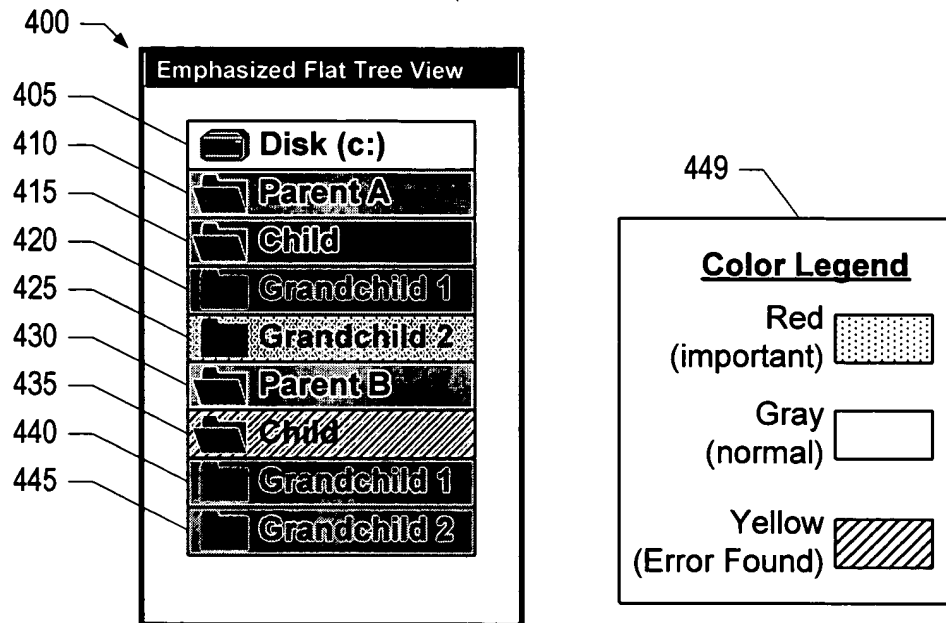 400
Emphasized Flat Tree View
405
Disk (c:)
410
Parent A
415
Child
420
Grandchild 1
425
Grandchild 2
430
Parent B
435
Child
440
Grandchild 1
445
Grandchild 2
449
Color Legend
Red
(important)
Gray
(normal)
Yellow
(Error Found)